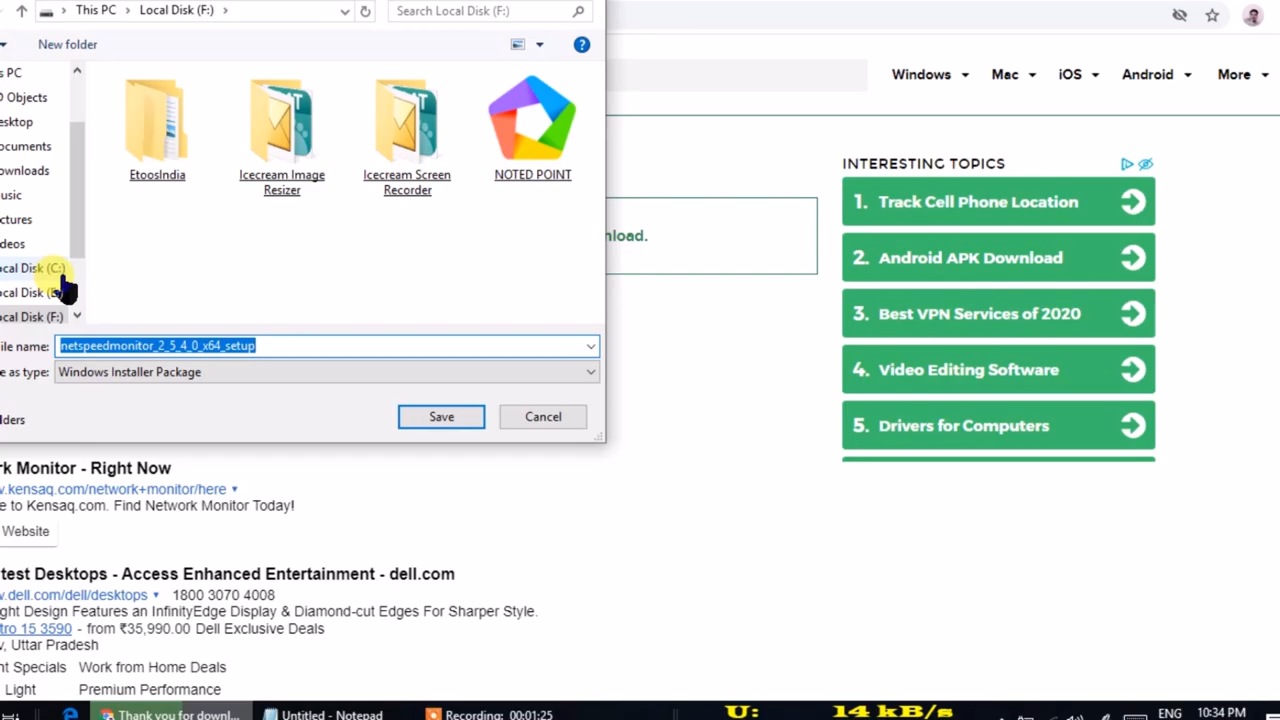 This PC > Local Disk (F:) >
Search Local Disk (F:)
New folder
s PC
D Objects
esktop
ocuments
ownloads
usic
ctures
deos
ocal Disk (C:)
ocal Disk (E:)
ocal Disk (F:)
EtoosIndia
Icecream Image
Resizer
Icecream Screen
Recorder
NOTED POINT
ile name:
netspeedmonitor_2_5_4_0_x64_setup
e as type:
Windows Installer Package
lders
Save
Cancel
Windows
Mac
iOS
Android
More
nload.
INTERESTING TOPICS
1. Track Cell Phone Location
2. Android APK Download
3. Best VPN Services of 2020
4. Video Editing Software
5. Drivers for Computers
rk Monitor - Right Now
v.kensaq.com/network+monitor/here
e to Kensaq.com. Find Network Monitor Today!
Website
test Desktops - Access Enhanced Entertainment - dell.com
w.dell.com/dell/desktops 1800 3070 4008
ght Design Features an InfinityEdge Display & Diamond-cut Edges For Sharper Style.
tro 15 3590 - from ₹35,990.00 Dell Exclusive Deals
v, Uttar Pradesh
nt Specials Work from Home Deals
Light Premium Performance
Thank you for downl...
Untitled - Notepad
Recording: 00:01:25
U: 14 kB/s
ENG
10:34 PM